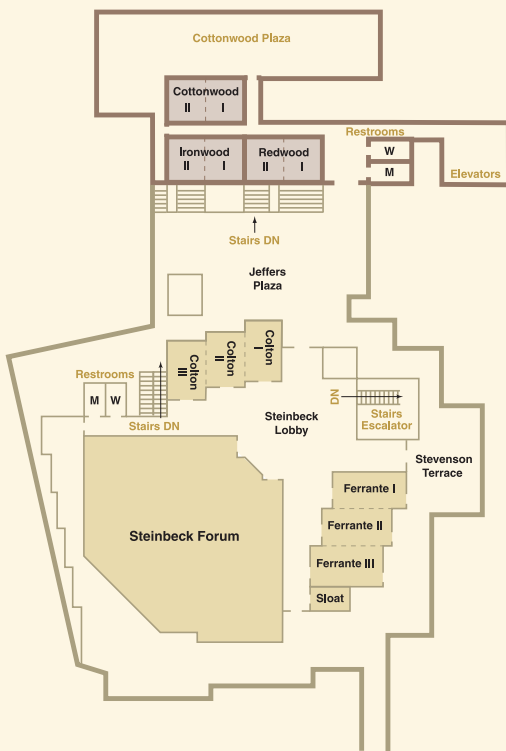 Cottonwood Plaza
Cottonwood
II I
Restrooms
Ironwood
II I
Redwood
II I
W
M
Elevators
Stairs DN
Jeffers
Plaza
Colton
I
Colton
II
Colton
III
Restrooms
M W
Stairs DN
DN
Stairs
Escalator
Steinbeck
Lobby
Stevenson
Terrace
Ferrante I
Steinbeck Forum
Ferrante II
Ferrante III
Sloat